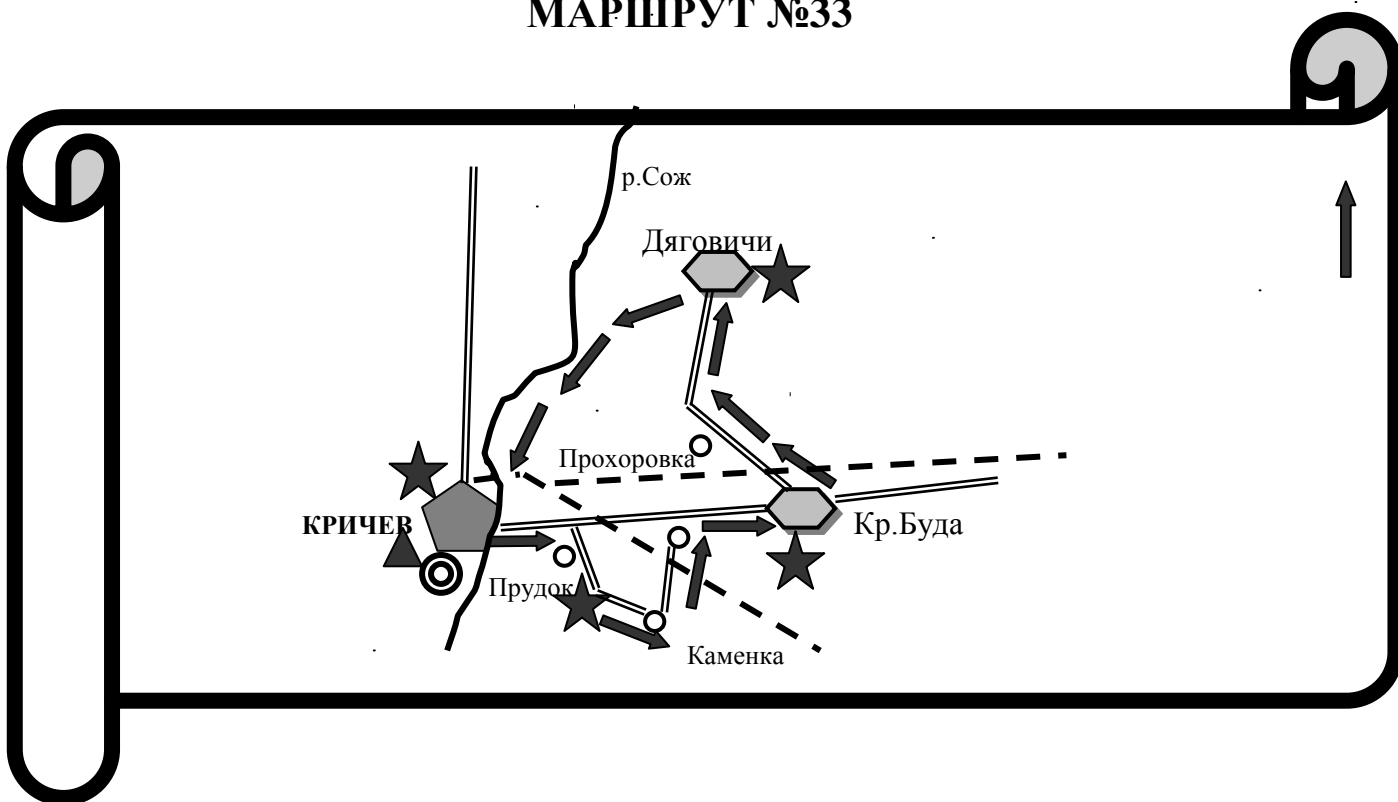 МАРШРУТ №33
р.Сож
Дяговичи
Прохоровка
КРИЧЕВ
Кр.Буда
Прудок
Каменка